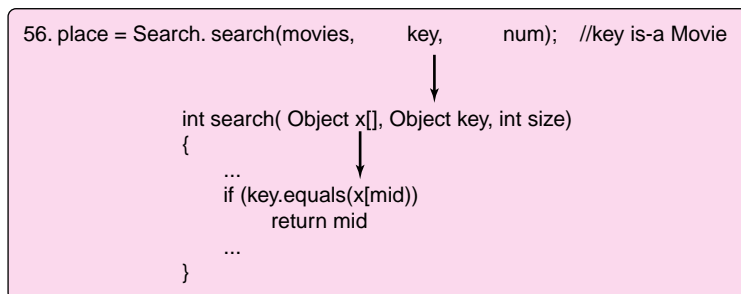 56. place = Search. search(movies, key, num); //key is-a Movie
int search( Object x[], Object key, int size)
{
...
if (key.equals(x[mid))
return mid
...
}